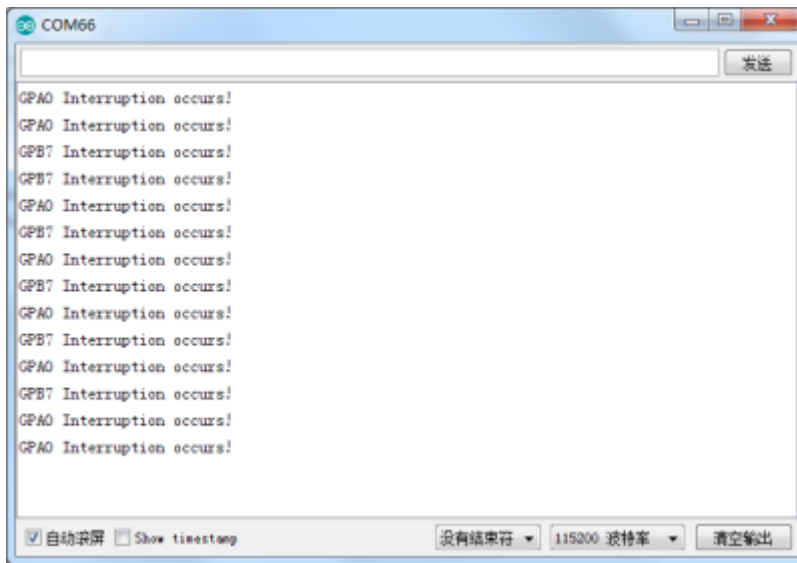 COM66
发送
GPA0 Interruption occurs!
GPA0 Interruption occurs!
GPB7 Interruption occurs!
GPB7 Interruption occurs!
GPA0 Interruption occurs!
GPB7 Interruption occurs!
GPA0 Interruption occurs!
GPB7 Interruption occurs!
GPA0 Interruption occurs!
GPB7 Interruption occurs!
GPA0 Interruption occurs!
GPB7 Interruption occurs!
GPA0 Interruption occurs!
GPA0 Interruption occurs!
自动滚屏 Show timestamp 没有结束符 115200 波特率 清空输出